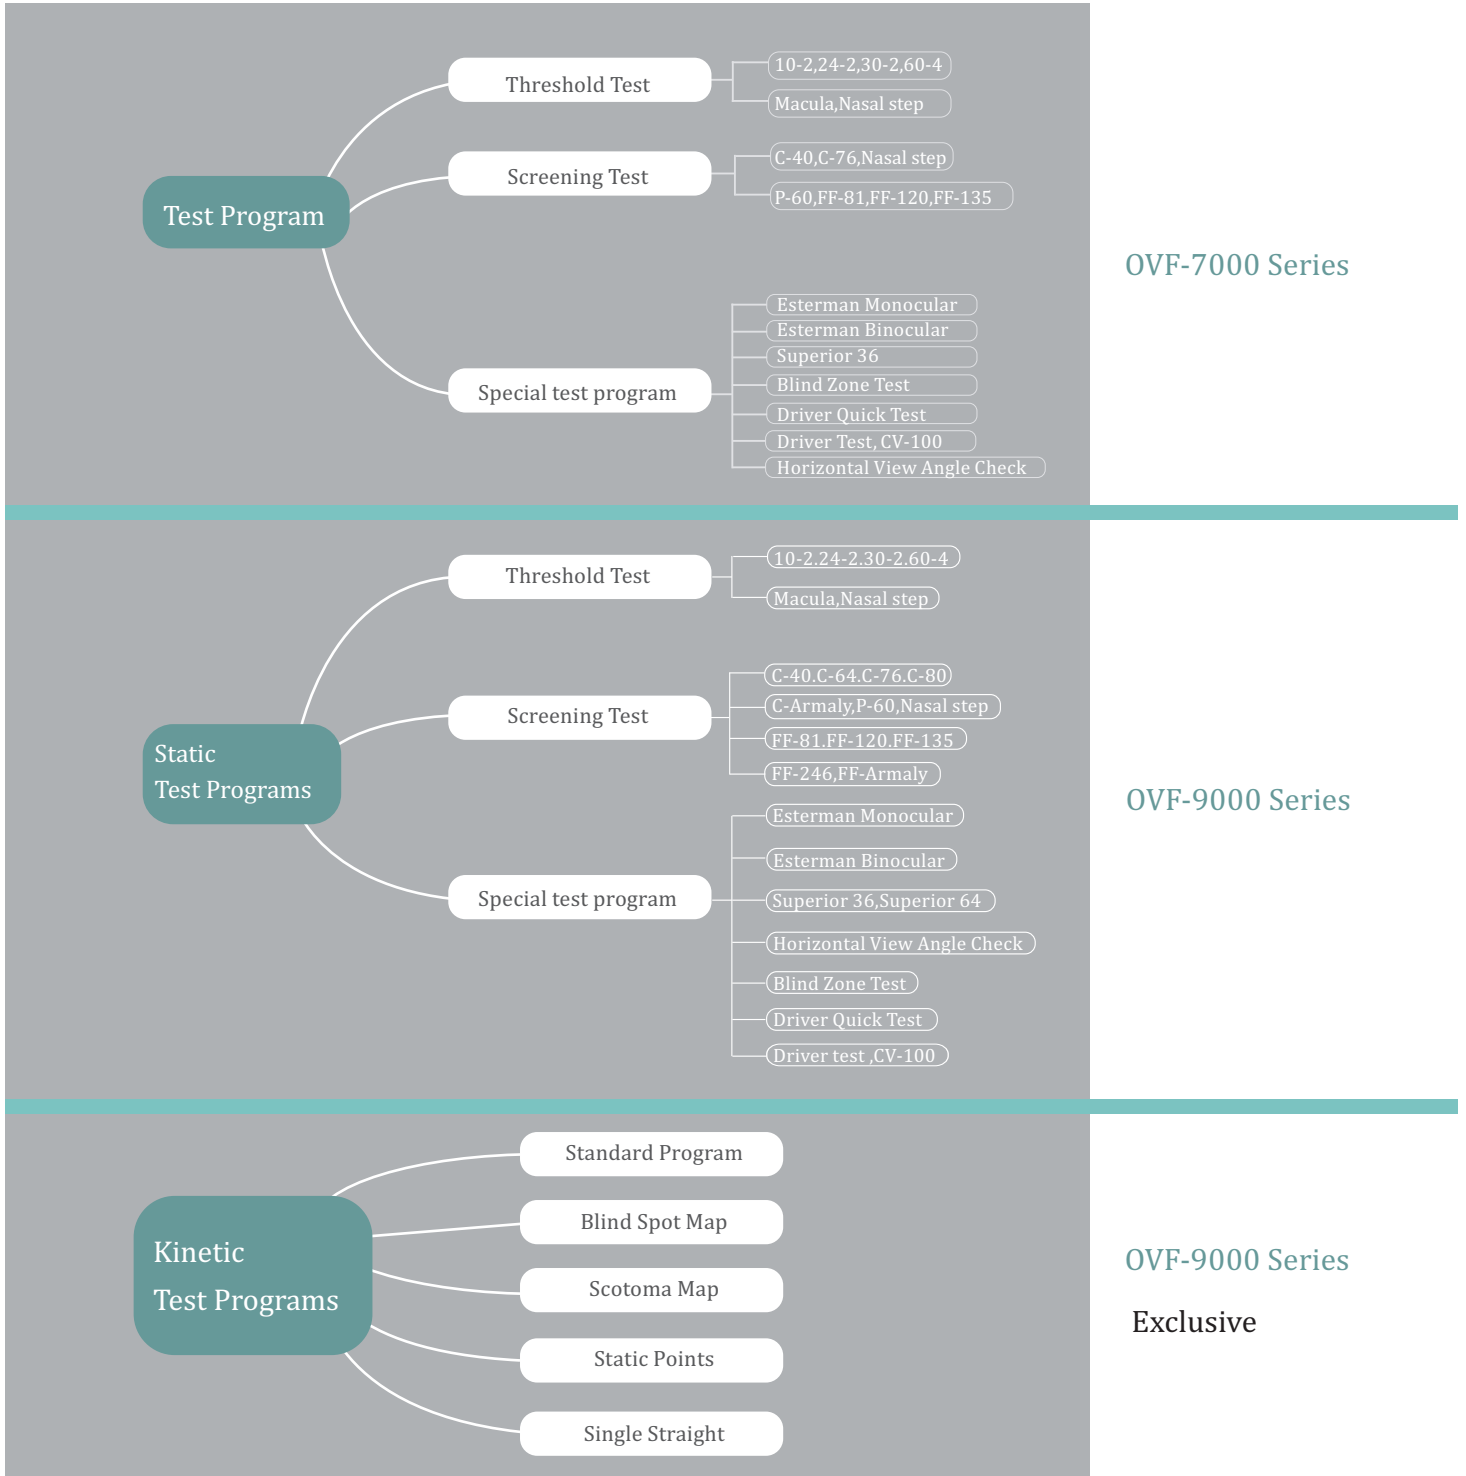 Threshold Test
10-2,24-2,30-2,60-4
Macula,Nasal step
Screening Test
C-40,C-76,Nasal step
P-60,FF-81,FF-120,FF-135
Test Program
OVF-7000 Series
Special test program
Esterman Monocular
Esterman Binocular
Superior 36
Blind Zone Test
Driver Quick Test
Driver Test, CV-100
Horizontal View Angle Check
Threshold Test
10-2.24-2.30-2.60-4
Macula,Nasal step
Screening Test
C-40.C-64.C-76.C-80
C-Armaly,P-60,Nasal step
FF-81.FF-120.FF-135
FF-246,FF-Armaly
Static
Test Programs
OVF-9000 Series
Special test program
Esterman Monocular
Esterman Binocular
Superior 36,Superior 64
Horizontal View Angle Check
Blind Zone Test
Driver Quick Test
Driver test ,CV-100
Standard Program
Blind Spot Map
Scotoma Map
Static Points
Single Straight
Kinetic
Test Programs
OVF-9000 Series
Exclusive